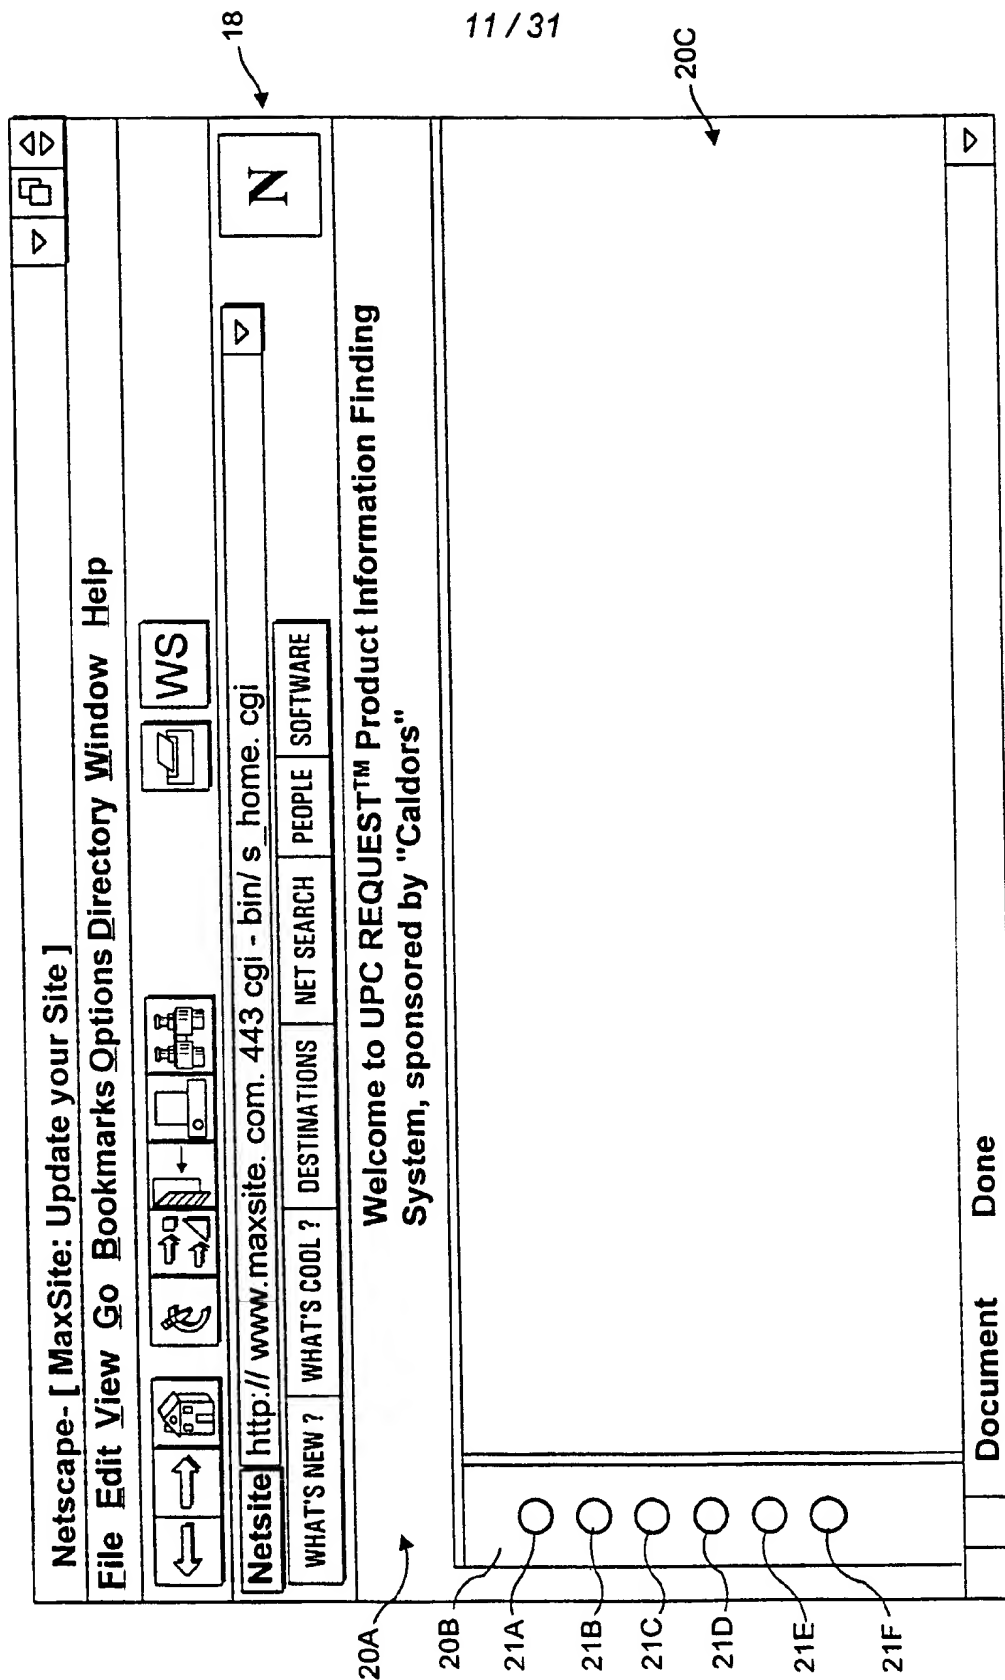 11 / 31
18
Netscape- [ MaxSite: Update your Site ]
File Edit View Go Bookmarks Options Directory Window Help
WS
Netsite http:// www.maxsite. com. 443 cgi - bin/ s_home. cgi
N
WHAT'S NEW ? WHAT'S COOL ? DESTINATIONS NET SEARCH PEOPLE SOFTWARE
Welcome to UPC REQUEST™ Product Information Finding
System, sponsored by "Caldors"
20A
20B
20C
21A
21B
21C
21D
21E
21F
Document Done